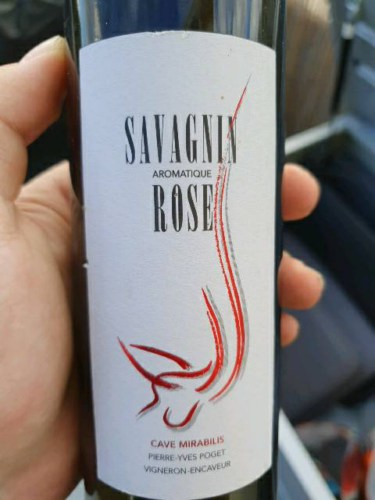 SAVAGNIN
AROMATIQUE
ROSE
CAVE MIRABILIS
PIERRE-YVES POGET
VIGNERON-ENCAVEUR